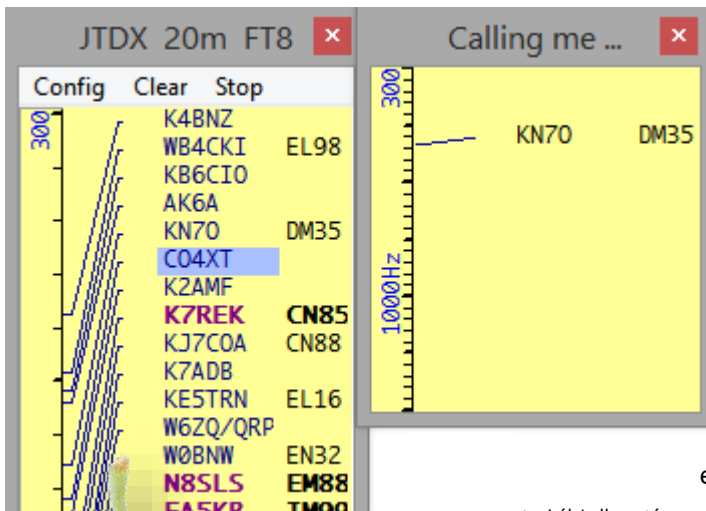 JTDX 20m FT8
Config Clear Stop
300
K4BNZ
WB4CKI EL98
KB6CIO
AK6A
KN7O DM35
CO4XT
K2AMF
K7REK CN85
KJ7COA CN88
K7ADB
KE5TRN EL16
W6ZQ/QRP
W0BNW EN32
N8SLS EM88
Calling me ...
300
KN7O DM35
1000Hz